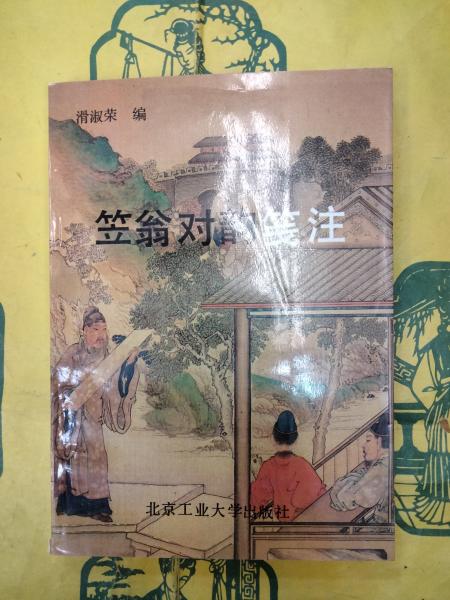 滑淑荣 编
笠翁对韵笺注
北京工业大学出版社